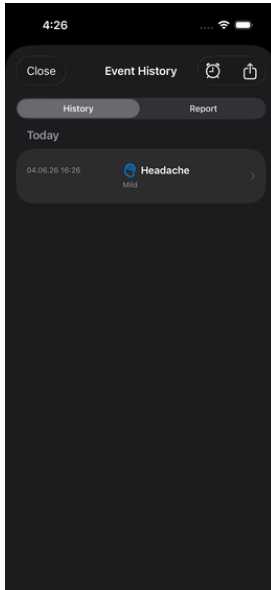 4:26
Close
Event History
History
Report
Today
04.06.26 16:26
Headache
Mild